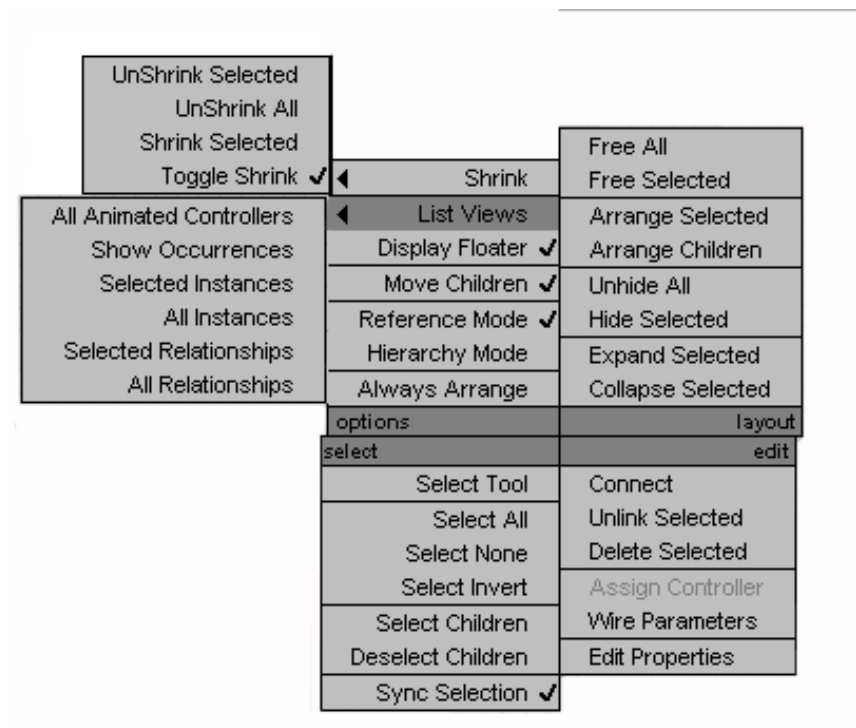 UnShrink Selected
UnShrink All
Shrink Selected
Toggle Shrink
All Animated Controllers
Show Occurrences
Selected Instances
All Instances
Selected Relationships
All Relationships
Shrink
List Views
Display Floater
Move Children
Reference Mode
Hierarchy Mode
Always Arrange
options
Free All
Free Selected
Arrange Selected
Arrange Children
Unhide All
Hide Selected
Expand Selected
Collapse Selected
layout
select
Select Tool
Select All
Select None
Select Invert
Select Children
Deselect Children
Sync Selection
edit
Connect
Unlink Selected
Delete Selected
Assign Controller
Wire Parameters
Edit Properties